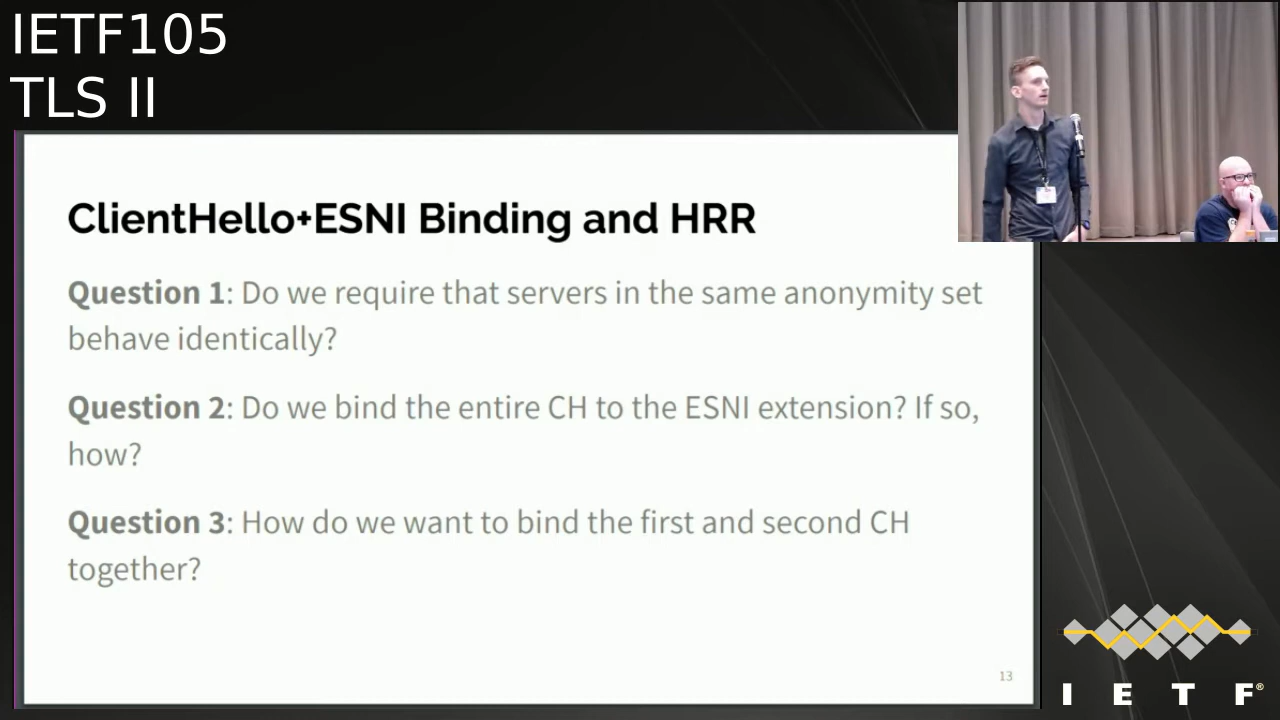 IETF105
TLS II
ClientHello+ESNI Binding and HRR
Question 1: Do we require that servers in the same anonymity set
behave identically?
Question 2: Do we bind the entire CH to the ESNI extension? If so,
how?
Question 3: How do we want to bind the first and second CH
together?
13
I E T F®